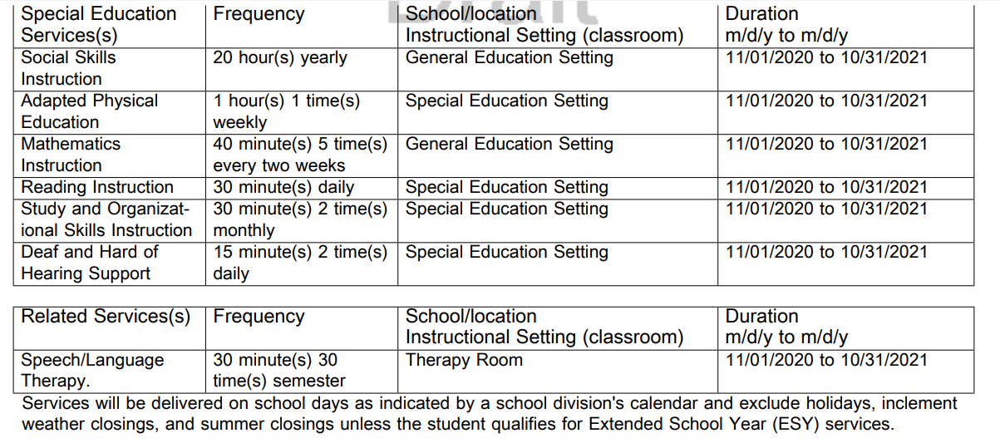 Draft
Special Education Frequency School/location Duration
Services(s) Instructional Setting (classroom) m/d/y to m/d/y
Social Skills 20 hour(s) yearly General Education Setting 11/01/2020 to 10/31/2021
Instruction
Adapted Physical 1 hour(s) 1 time(s) Special Education Setting 11/01/2020 to 10/31/2021
Education weekly
Mathematics 40 minute(s) 5 time(s) General Education Setting 11/01/2020 to 10/31/2021
Instruction every two weeks
Reading Instruction 30 minute(s) daily Special Education Setting 11/01/2020 to 10/31/2021
Study and Organizat- 30 minute(s) 2 time(s) Special Education Setting 11/01/2020 to 10/31/2021
ional Skills Instruction monthly
Deaf and Hard of 15 minute(s) 2 time(s) Special Education Setting 11/01/2020 to 10/31/2021
Hearing Support daily
Related Services(s) Frequency School/location Duration
Instructional Setting (classroom) m/d/y to m/d/y
Speech/Language 30 minute(s) 30 Therapy Room 11/01/2020 to 10/31/2021
Therapy. time(s) semester
Services will be delivered on school days as indicated by a school division's calendar and exclude holidays, inclement
weather closings, and summer closings unless the student qualifies for Extended School Year (ESY) services.